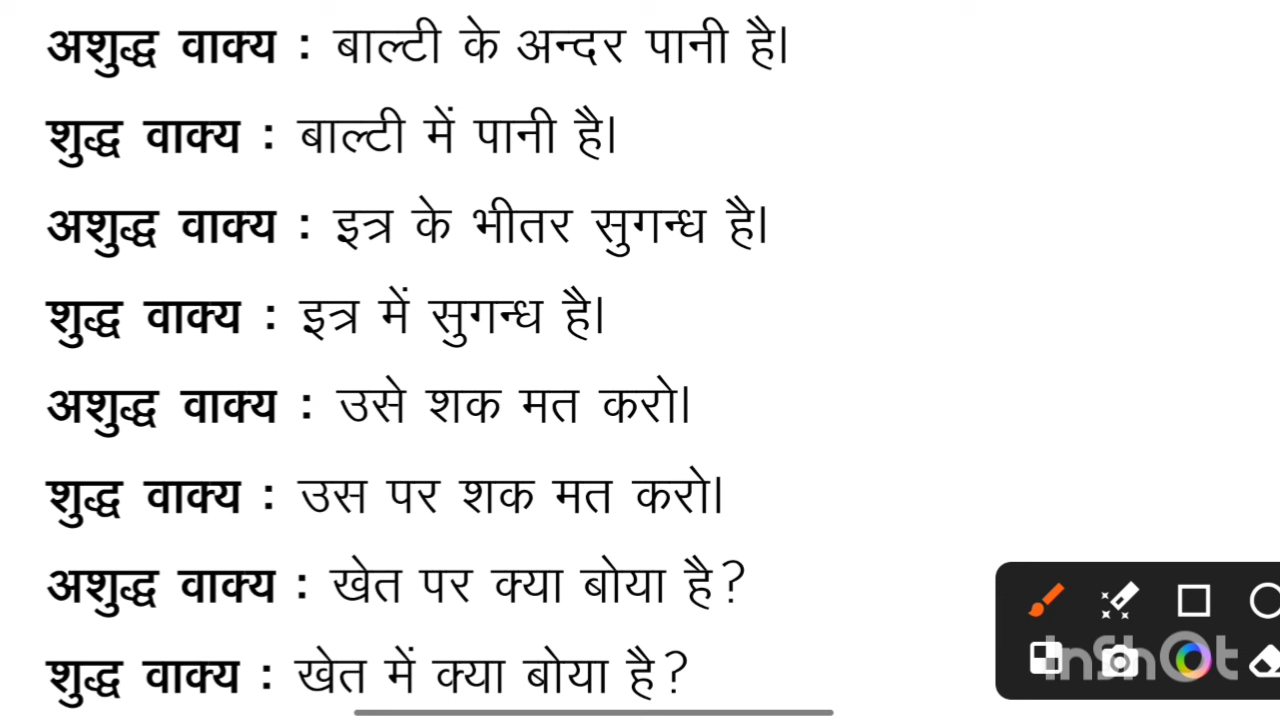 अशुद्ध वाक्य : बाल्टी के अन्दर पानी है।
शुद्ध वाक्य : बाल्टी में पानी है।
अशुद्ध वाक्य : इत्र के भीतर सुगन्ध है।
शुद्ध वाक्य : इत्र में सुगन्ध है।
अशुद्ध वाक्य : उसे शक मत करो।
शुद्ध वाक्य : उस पर शक मत करो।
अशुद्ध वाक्य : खेत पर क्या बोया है?
शुद्ध वाक्य : खेत में क्या बोया है?
InShOt